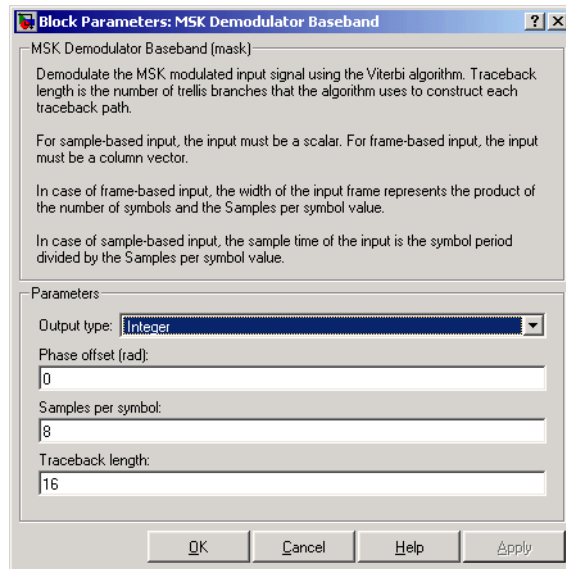 Block Parameters: MSK Demodulator Baseband
MSK Demodulator Baseband (mask)
Demodulate the MSK modulated input signal using the Viterbi algorithm. Traceback
length is the number of trellis branches that the algorithm uses to construct each
traceback path.
For sample-based input, the input must be a scalar. For frame-based input, the input
must be a column vector.
In case of frame-based input, the width of the input frame represents the product of
the number of symbols and the Samples per symbol value.
In case of sample-based input, the sample time of the input is the symbol period
divided by the Samples per symbol value.
Parameters
Output type: Integer
Phase offset (rad):
0
Samples per symbol:
8
Traceback length:
16
OK Cancel Help Apply